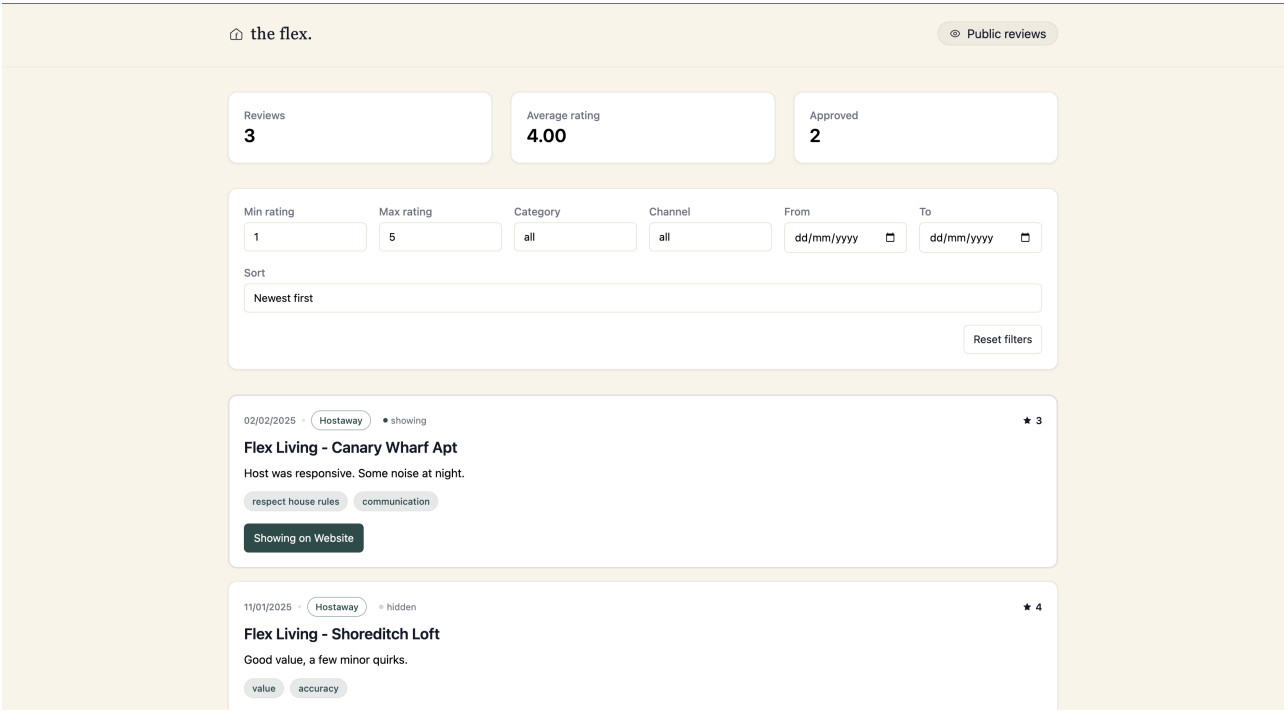 the flex.
Public reviews
Reviews
3
Average rating
4.00
Approved
2
Min rating
Max rating
Category
Channel
From
To
1
5
all
all
dd/mm/yyyy
dd/mm/yyyy
Sort
Newest first
Reset filters
02/02/2025 • Hostaway • showing
★ 3
Flex Living - Canary Wharf Apt
Host was responsive. Some noise at night.
respect house rules
communication
Showing on Website
11/01/2025 • Hostaway • hidden
★ 4
Flex Living - Shoreditch Loft
Good value, a few minor quirks.
value
accuracy